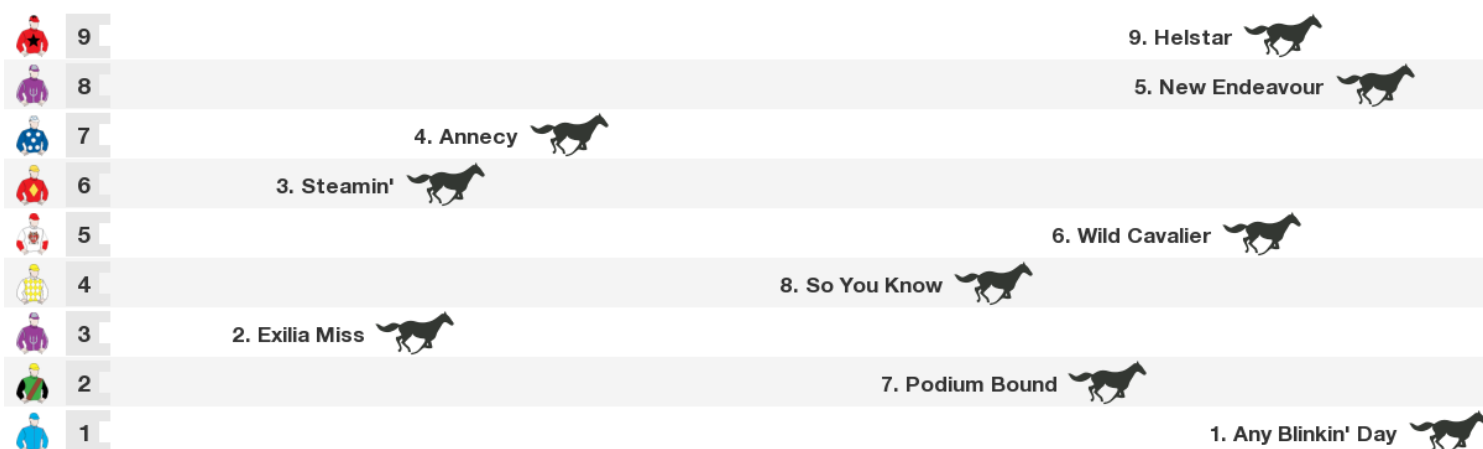 9 9. Helstar
8 5. New Endeavour
7 4. Annecy
6 3. Steamin'
5 6. Wild Cavalier
4 8. So You Know
3 2. Exilia Miss
2 7. Podium Bound
1 1. Any Blinkin' Day